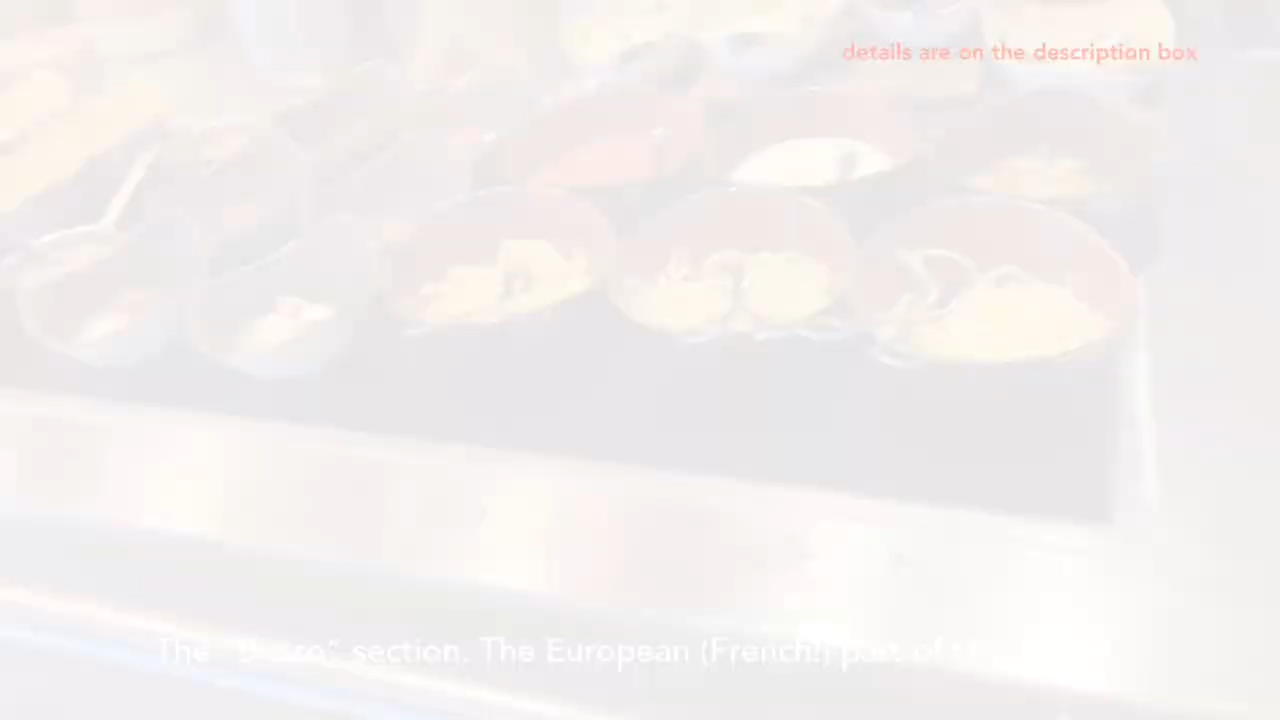 details are on the description box
The section. The European (French!) part of